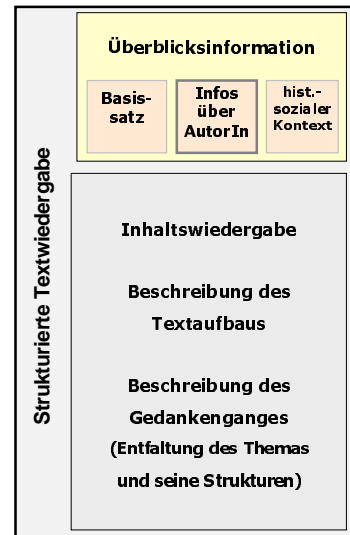 Strukturierte Textwiedergabe
Überblicksinformation
Basis-
satz
Infos
über
AutorIn
hist.-
sozialer
Kontext
Inhaltswiedergabe
Beschreibung des
Textaufbaus
Beschreibung des
Gedankenganges
(Entfaltung des Themas
und seine Strukturen)